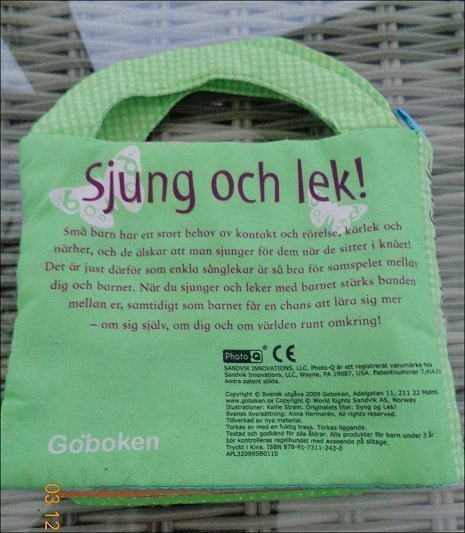 Sjung och lek!
Små barn har ett stort behov av kontakt och rörelse, kärlek och
närhet, och de älskar att man sjunger för dem när de sitter i knäet!
Det är just därför som enkla sånglekar är så bra för samspelet mellan
dig och barnet. När du sjunger och leker med barnet stärks banden
mellan er, samtidigt som barnet får en chans att lära sig mer
– om sig själv, om dig och om världen runt omkring!
Photo Q CE
SANDVIK INNOVATIONS, LLC. Photo-Q är ett registrerat varumärke hos
Sandvik Innovations, LLC, Wayne, PA 19087, USA. Patentnummer
Andra patent sökta.
Copyright © Svensk utgåva 2009 Goboken, Adelgatan 11, 211 22 Malmö.
www.goboken.se Copyright © World Rights Sandvik AS, Norway
Illustrationer: Kellie Strøm. Originalets titel: Syng og Lek!
Svensk översättning: Anna Hermerén. All rights reserved.
Tillverkad av nya material.
Torkas av med en fuktig trasa. Torkas liggande.
Testad och godkänd för alla åldrar. Alla produkter för barn under 3 år
bör kontrolleras regelbundet med avseende på slitage.
Tryckt i Kina. ISBN 978-91-7311-242-0
APL32099SB0110
Goboken
03 12